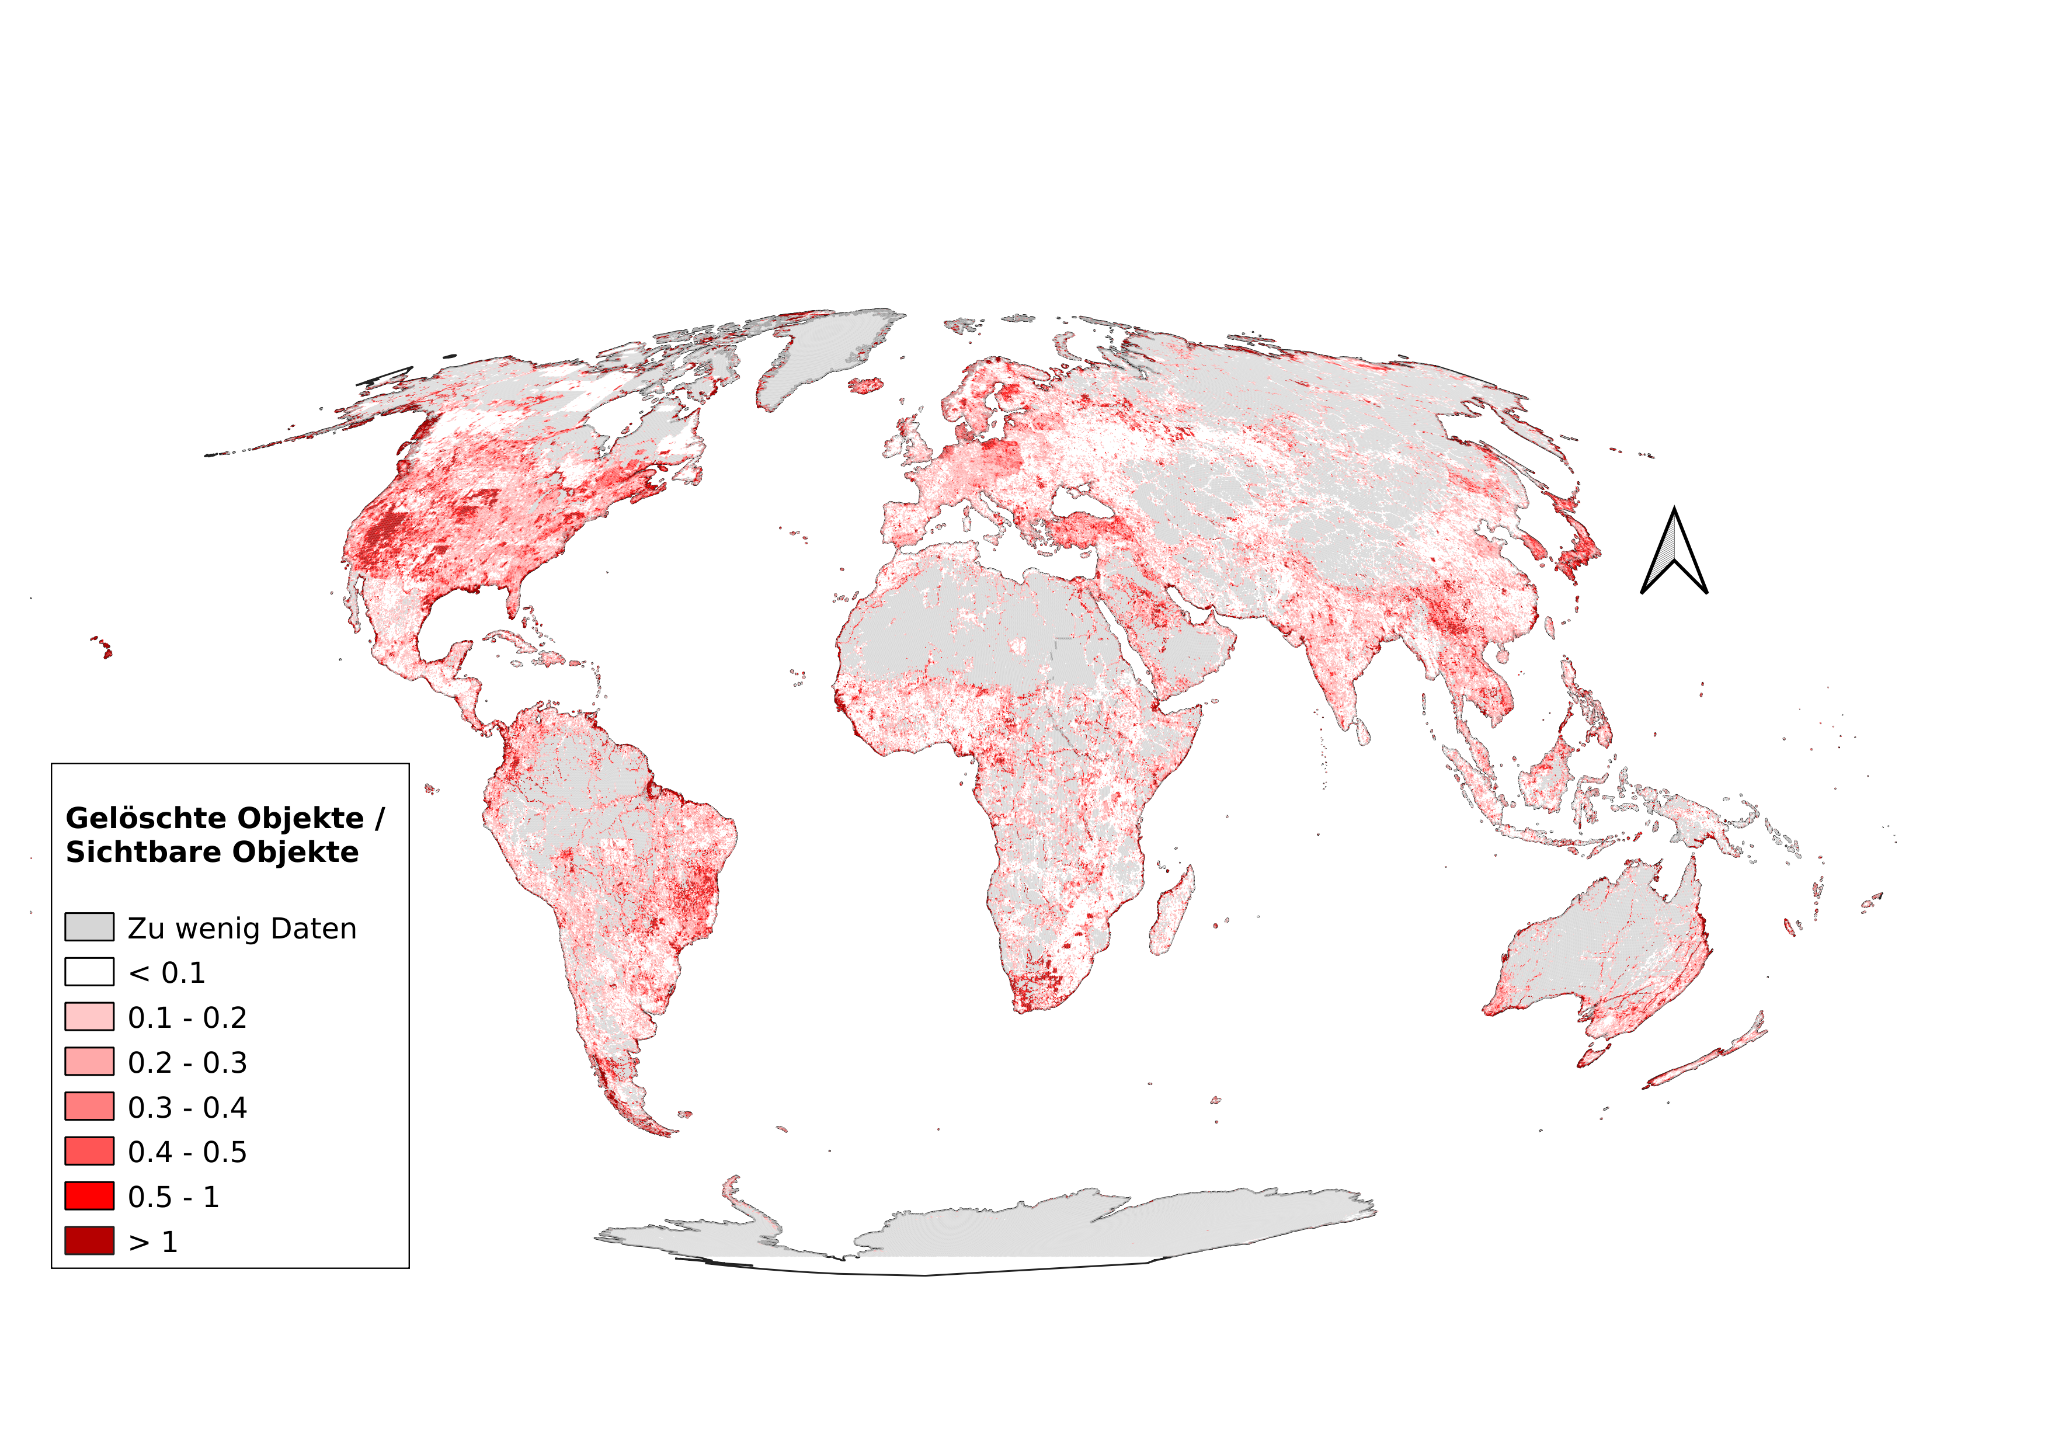 Gelöschte Objekte /
Sichtbare Objekte
Zu wenig Daten
< 0.1
0.1 - 0.2
0.2 - 0.3
0.3 - 0.4
0.4 - 0.5
0.5 - 1
> 1